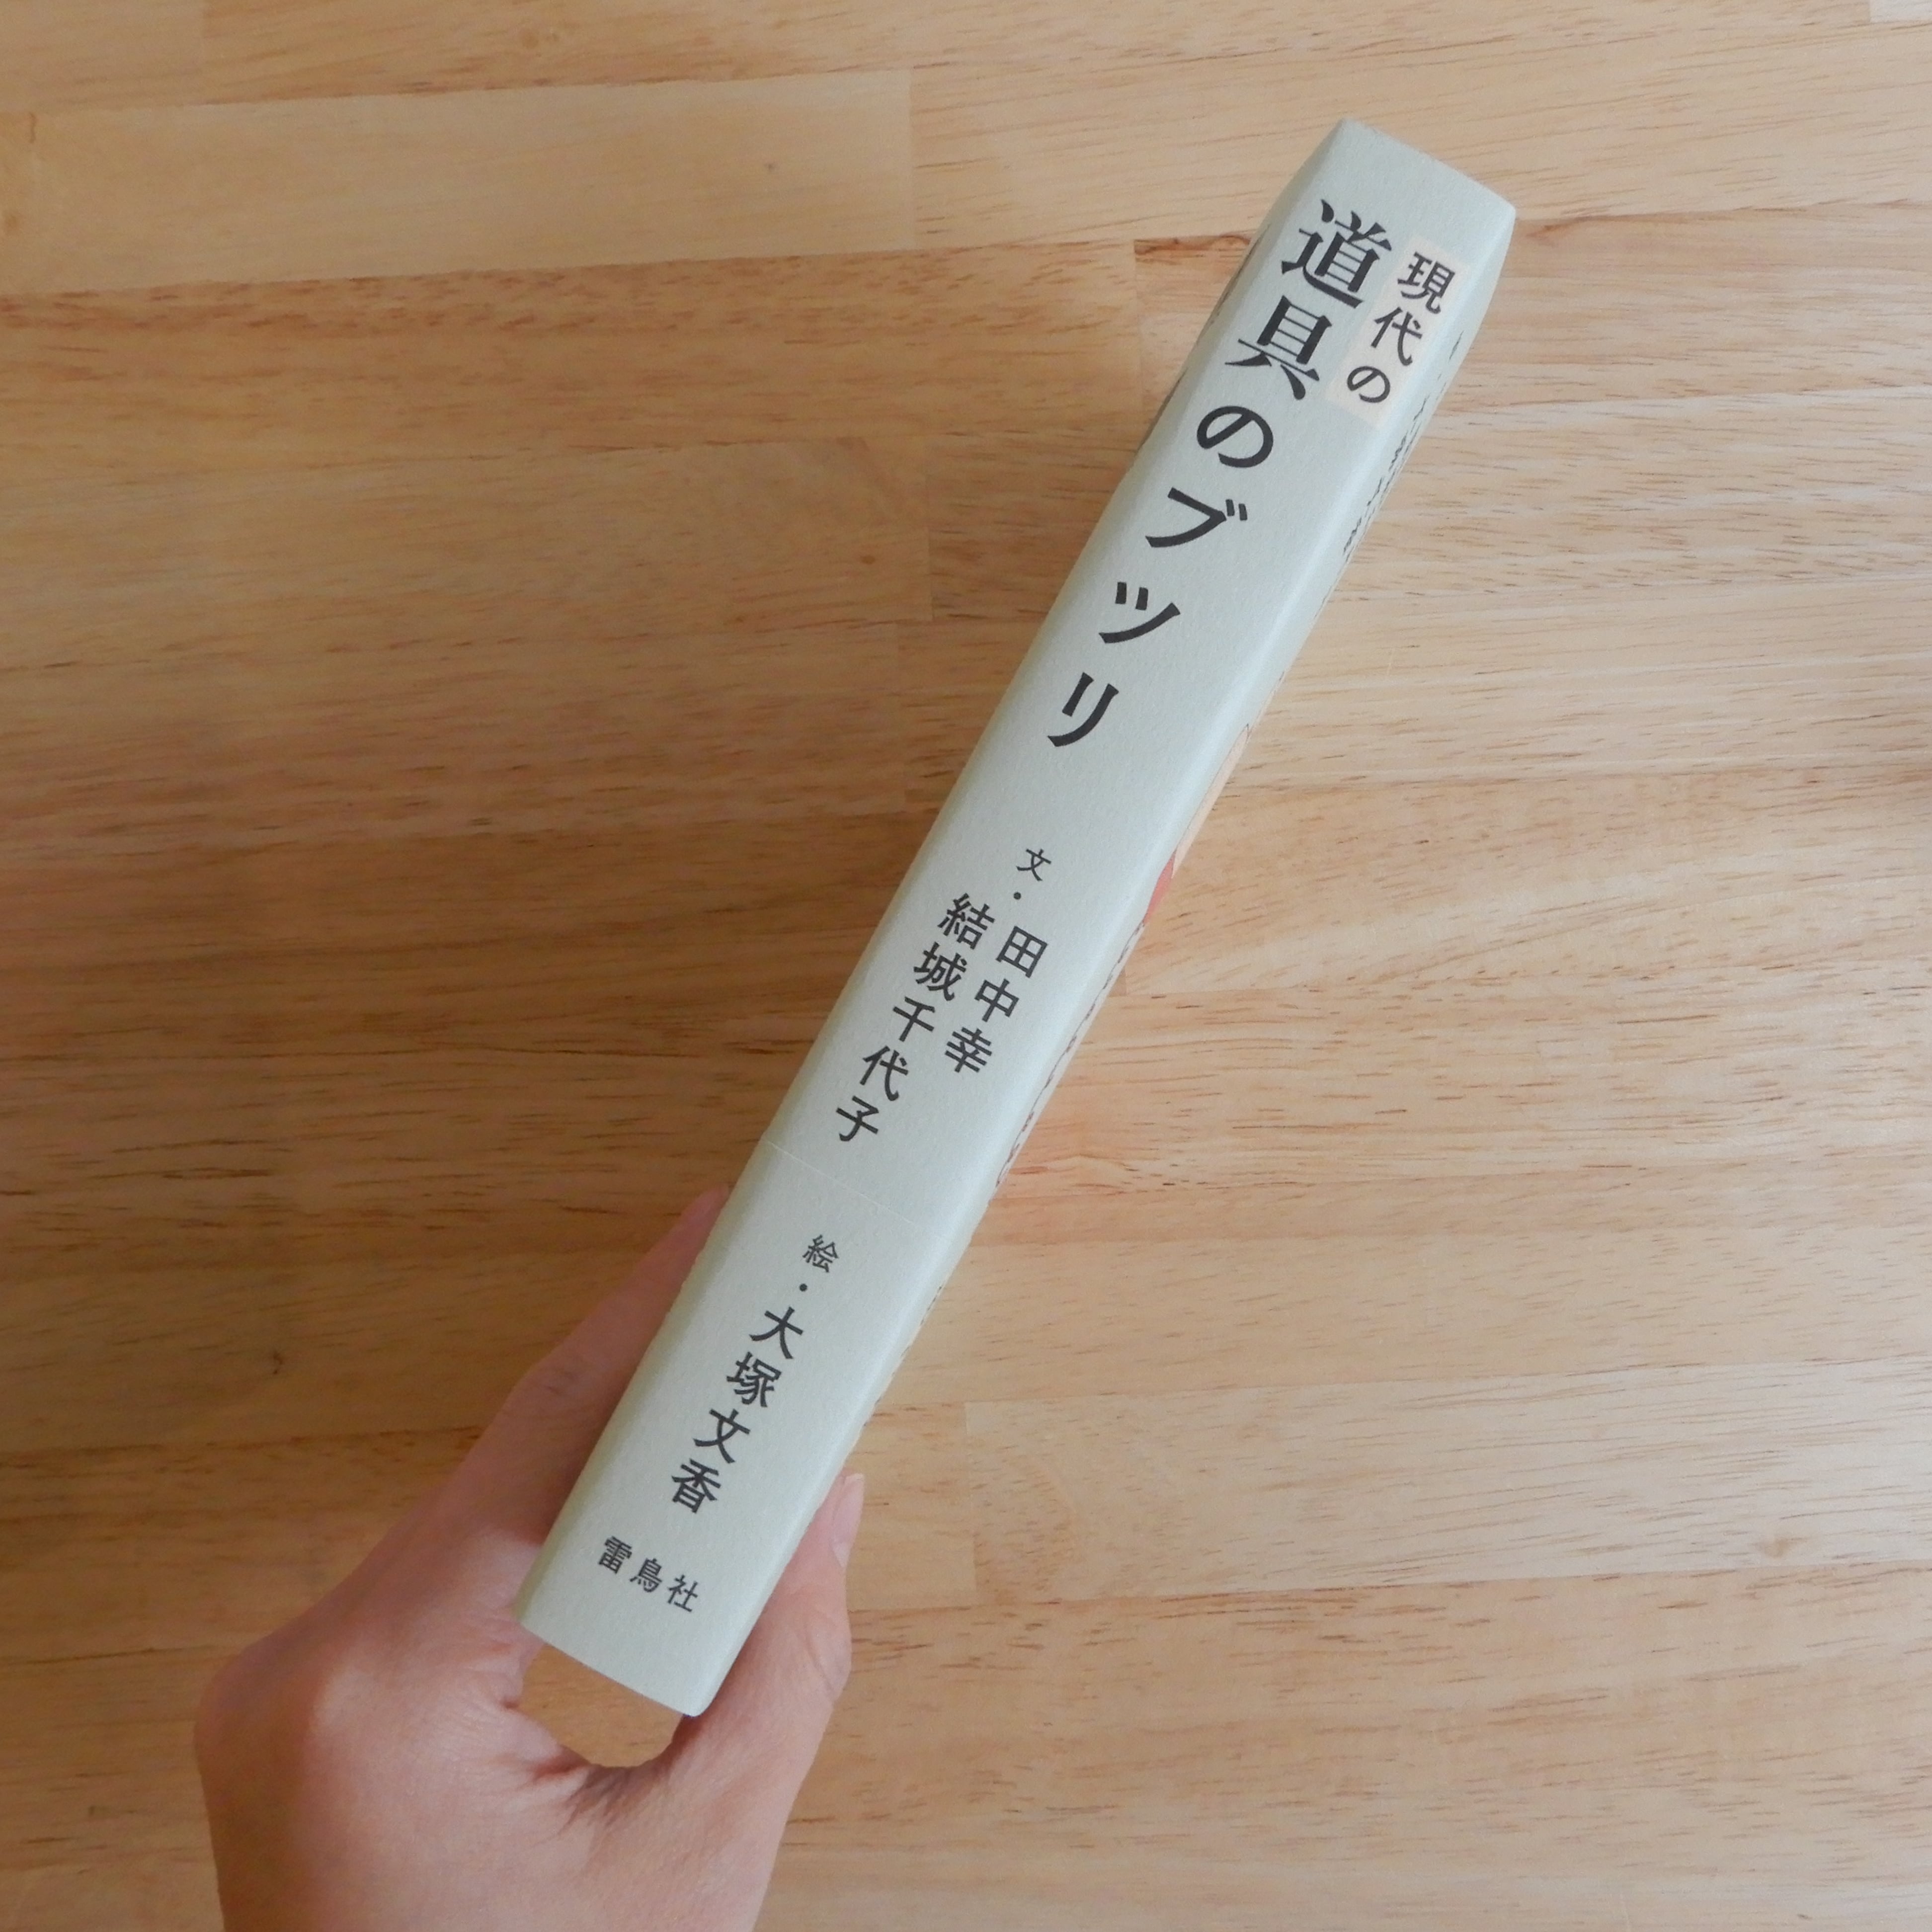 現代の
道具のブツリ
文・田中幸
結城千代子
絵・大塚文香
雷鳥社